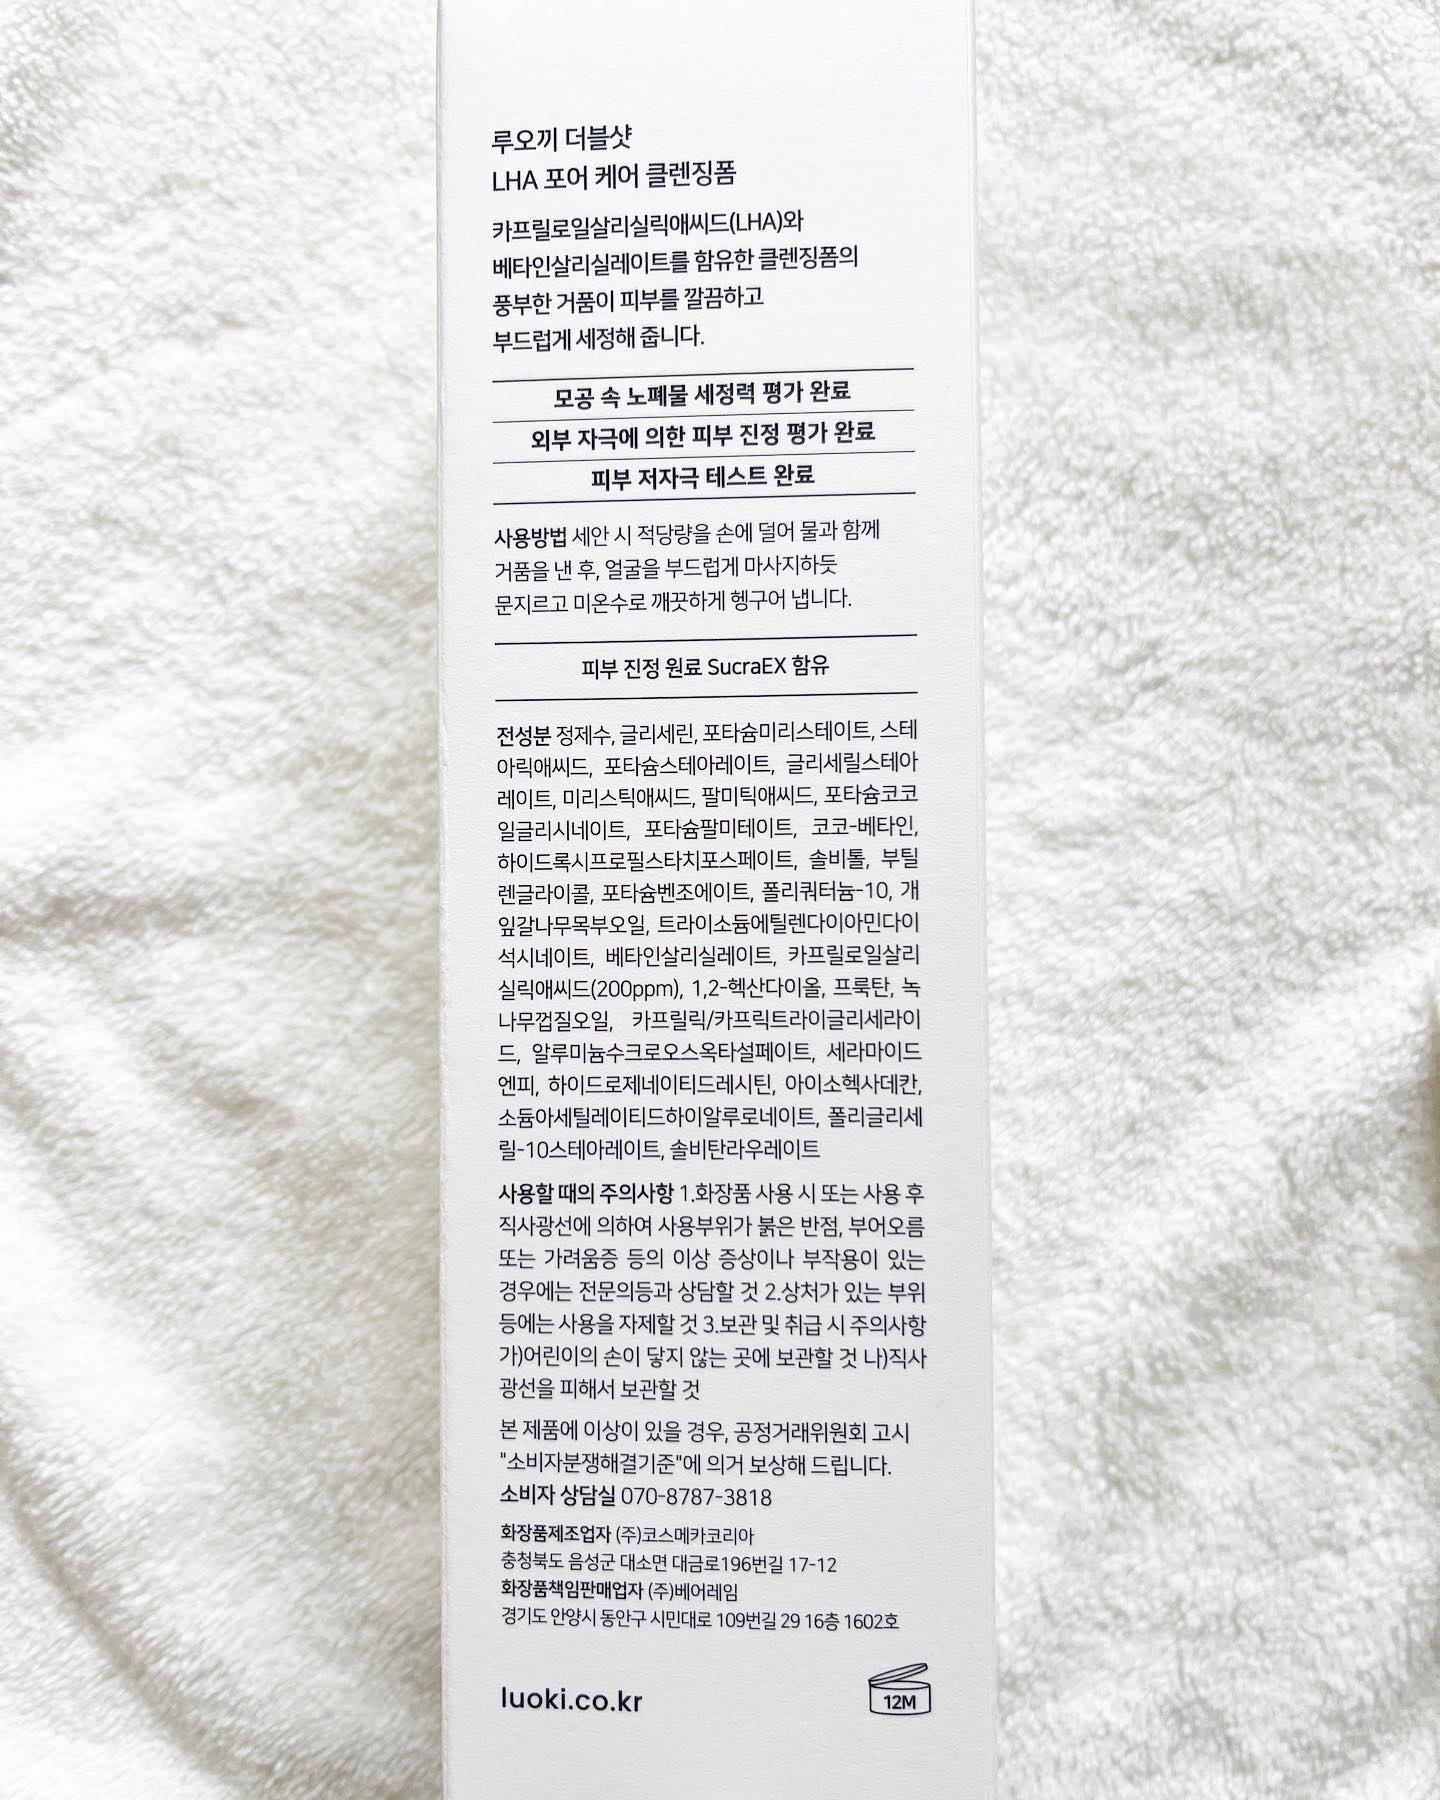 루오끼 더블샷
LHA 포어 케어 클렌징폼
카프릴로일살리실릭애씨드(LHA)와
베타인살리실레이트를 함유한 클렌징폼의
풍부한 거품이 피부를 깔끔하고
부드럽게 세정해 줍니다.
모공 속 노폐물 세정력 평가 완료
외부 자극에 의한 피부 진정 평가 완료
피부 저자극 테스트 완료
사용방법 세안 시 적당량을 손에 덜어 물과 함께
거품을 낸 후, 얼굴을 부드럽게 마사지하듯
문지르고 미온수로 깨끗하게 헹구어 냅니다.
피부 진정 원료 SucraEX 함유
전성분 정제수, 글리세린, 포타슘미리스테이트, 스테
아릭애씨드, 포타슘스테아레이트, 글리세릴스테아
레이트, 미리스틱애씨드, 팔미틱애씨드, 포타슘코코
일글리시네이트, 포타슘팔미테이트, 코코-베타인,
하이드록시프로필스타치포스페이트, 솔비톨, 부틸
렌글라이콜, 포타슘벤조에이트, 폴리쿼터늄-10, 개
잎갈나무목부오일, 트라이소듐에틸렌다이아민다이
석시네이트, 베타인살리실레이트, 카프릴로일살리
실릭애씨드(200ppm), 1,2-헥산다이올, 프룩탄, 녹
나무껍질오일, 카프릴릭/카프릭트라이글리세라이
드, 알루미늄수크로오스옥타설페이트, 세라마이드
엔피, 하이드로제네이티드레시틴, 아이소헥사데칸,
소듐아세틸레이티드하이알루로네이트, 폴리글리세
릴-10스테아레이트, 솔비탄라우레이트
사용할 때의 주의사항 1.화장품 사용 시 또는 사용 후
직사광선에 의하여 사용부위가 붉은 반점, 부어오름
또는 가려움증 등의 이상 증상이나 부작용이 있는
경우에는 전문의등과 상담할 것 2.상처가 있는 부위
등에는 사용을 자제할 것 3.보관 및 취급 시 주의사항
가)어린이의 손이 닿지 않는 곳에 보관할 것 나)직사
광선을 피해서 보관할 것
본 제품에 이상이 있을 경우, 공정거래위원회 고시
"소비자분쟁해결기준"에 의거 보상해 드립니다.
소비자 상담실 070-8787-3818
화장품제조업자 (주)코스메카코리아
충청북도 음성군 대소면 대금로196번길 17-12
화장품책임판매업자 (주)베어레임
경기도 안양시 동안구 시민대로 109번길 29 16층 1602호
luoki.co.kr
12M